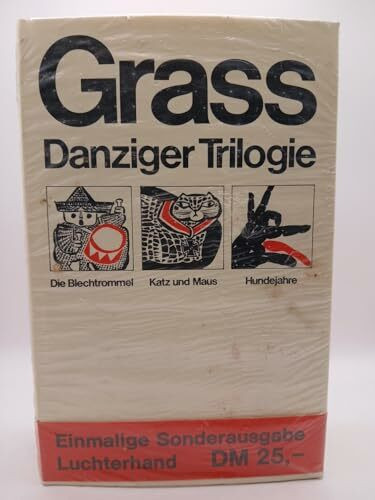 Grass
Danziger Trilogie
Die Blechtrommel Katz und Maus Hundejahre
Einmalige Sonderausgabe
Luchterhand DM 25,–